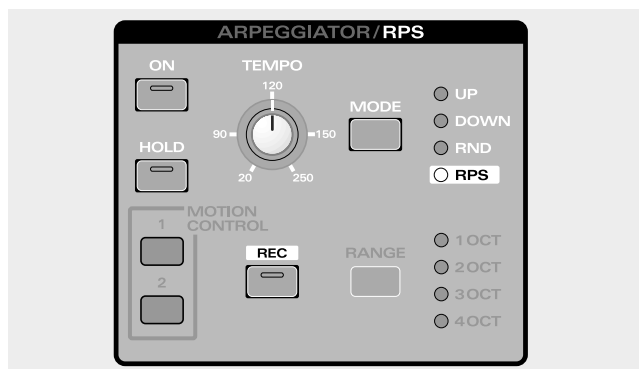 ARPEGGIATOR/RPS
ON
TEMPO
120
MODE
90
150
20
250
HOLD
UP
DOWN
RND
RPS
MOTION
CONTROL
1
2
REC
RANGE
1 OCT
2 OCT
3 OCT
4 OCT